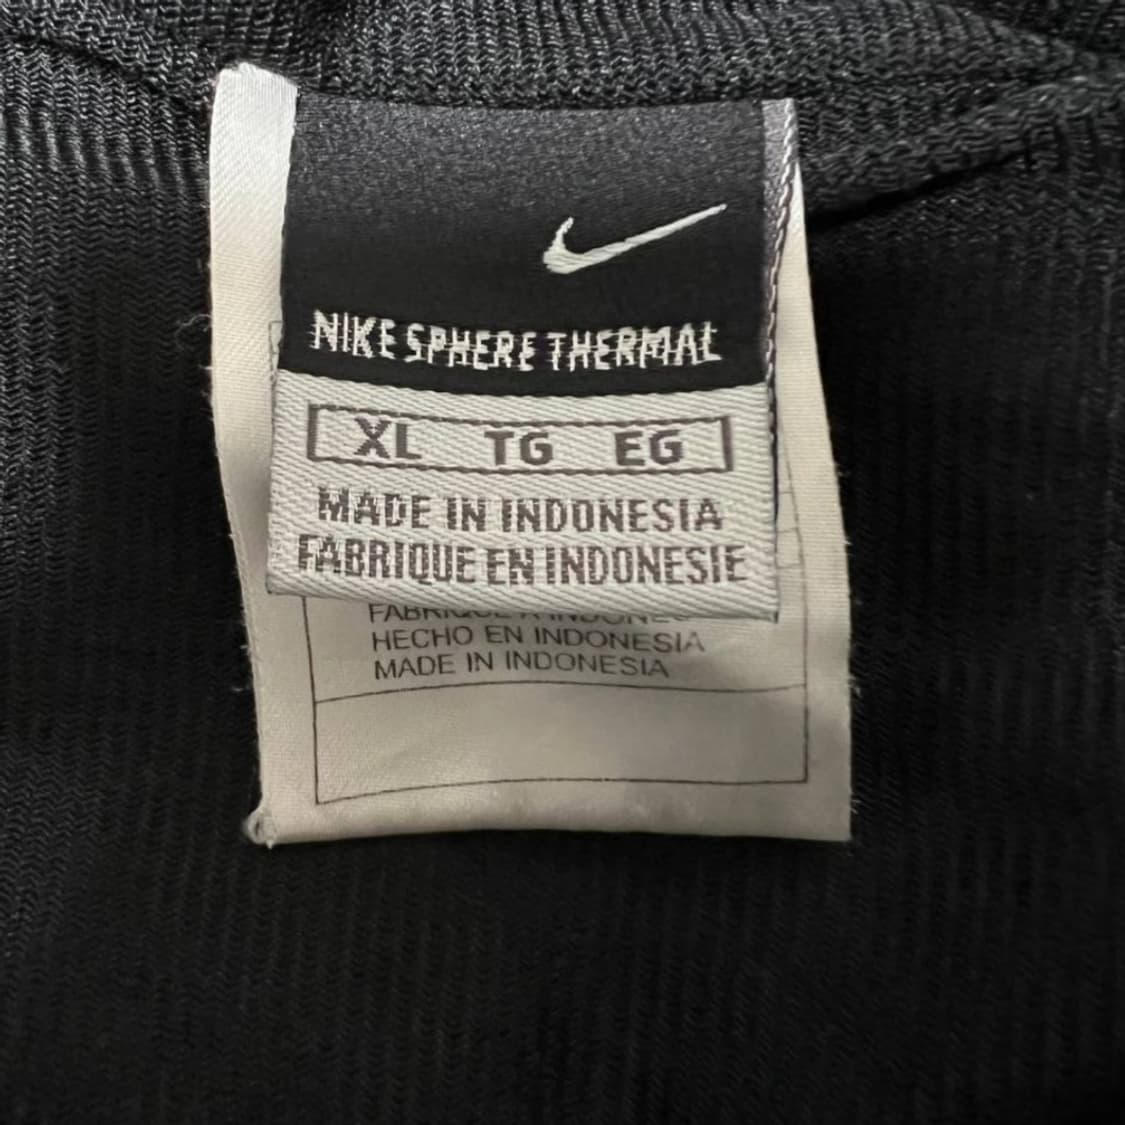 NIKE SPHERE THERMAL
XL TG EG
MADE IN INDONESIA
FABRIQUE EN INDONESIE
HECHO EN INDONESIA
MADE IN INDONESIA